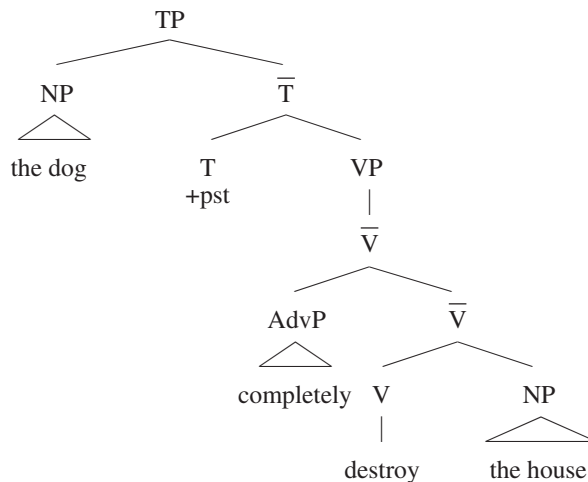 TP
NP T̅
the dog T VP
+pst
V̅
AdvP V̅
completely V NP
destroy the house